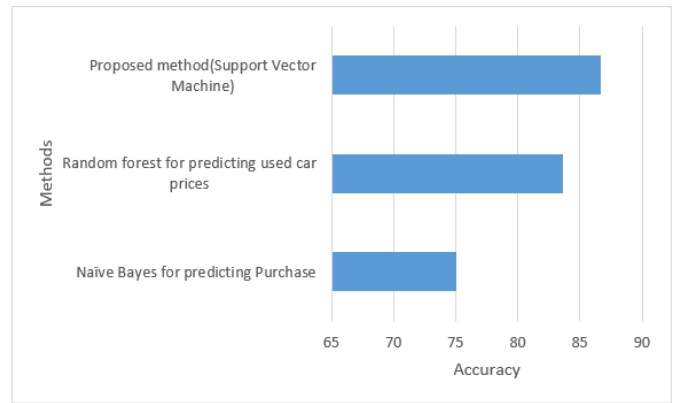 Proposed method(Support Vector
Machine)
Random forest for predicting used car
prices
Naïve Bayes for predicting Purchase
Methods
65 70 75 80 85 90
Accuracy